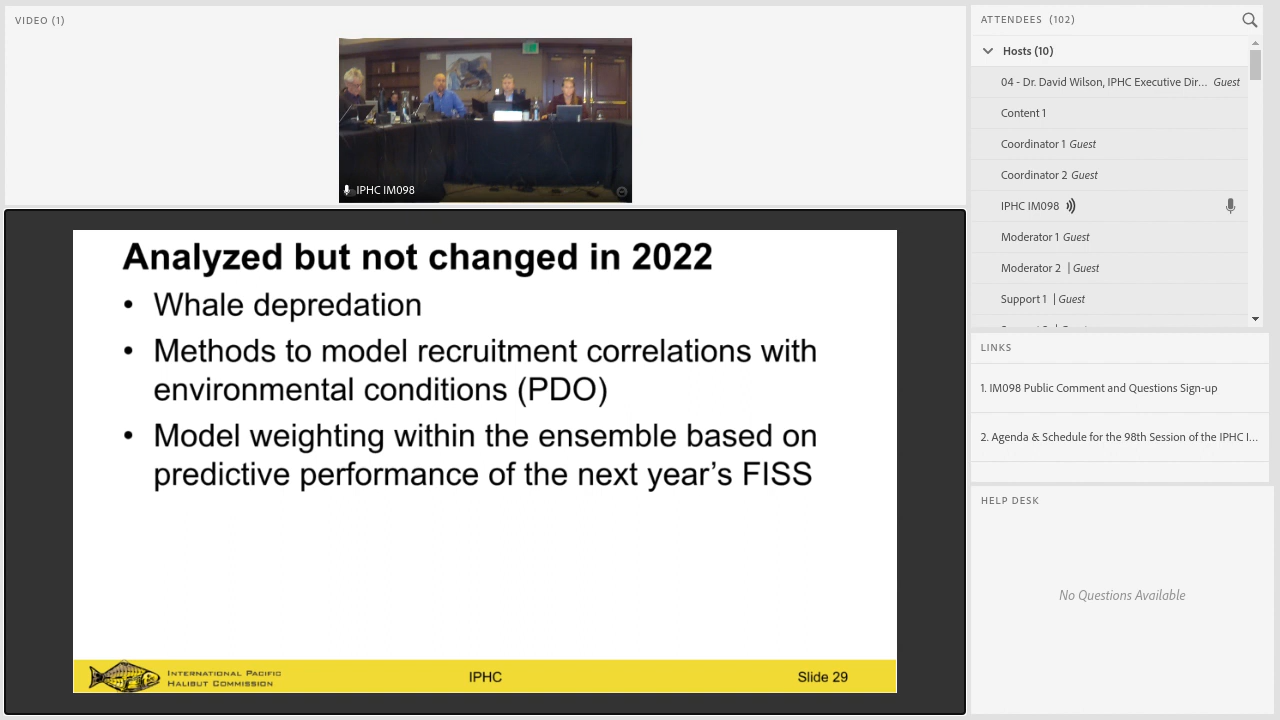 VIDEO (1)
IPHC IM098
Analyzed but not changed in 2022
• Whale depredation
• Methods to model recruitment correlations with
environmental conditions (PDO)
• Model weighting within the ensemble based on
predictive performance of the next year’s FISS
INTERNATIONAL PACIFIC
HALIBUT COMMISSION
IPHC
Slide 29
ATTENDEES (102)
Hosts (10)
04 - Dr. David Wilson, IPHC Executive Dir... Guest
Content 1
Coordinator 1 Guest
Coordinator 2 Guest
IPHC IM098
Moderator 1 Guest
Moderator 2 | Guest
Support 1 | Guest
LINKS
1. IM098 Public Comment and Questions Sign-up
2. Agenda & Schedule for the 98th Session of the IPHC I...
HELP DESK
No Questions Available